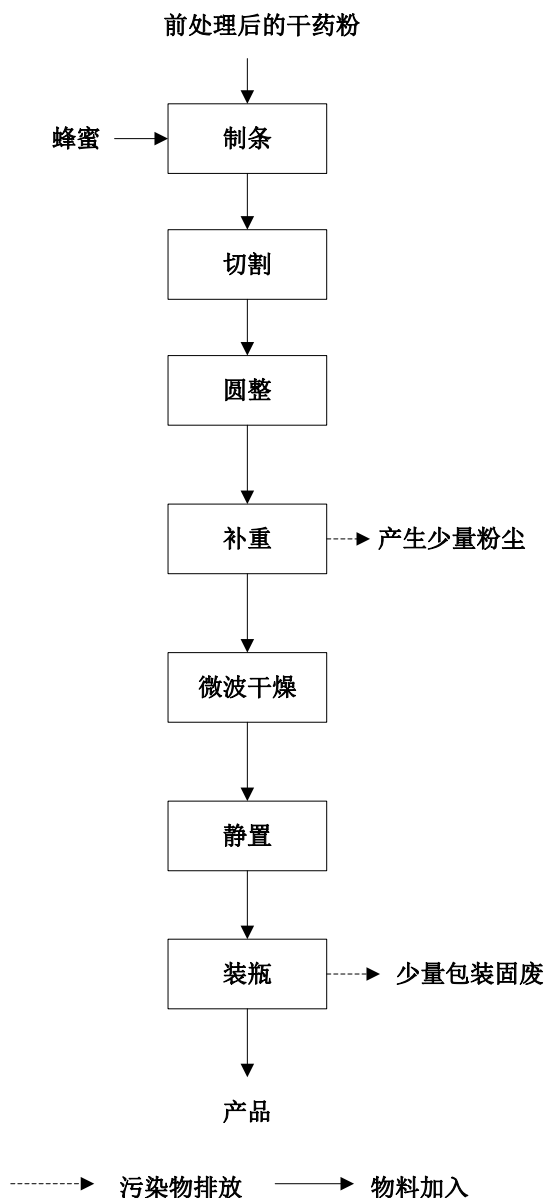 前处理后的干药粉
蜂蜜
制条
切割
圆整
补重
产生少量粉尘
微波干燥
静置
装瓶
少量包装固废
产品
污染物排放 物料加入